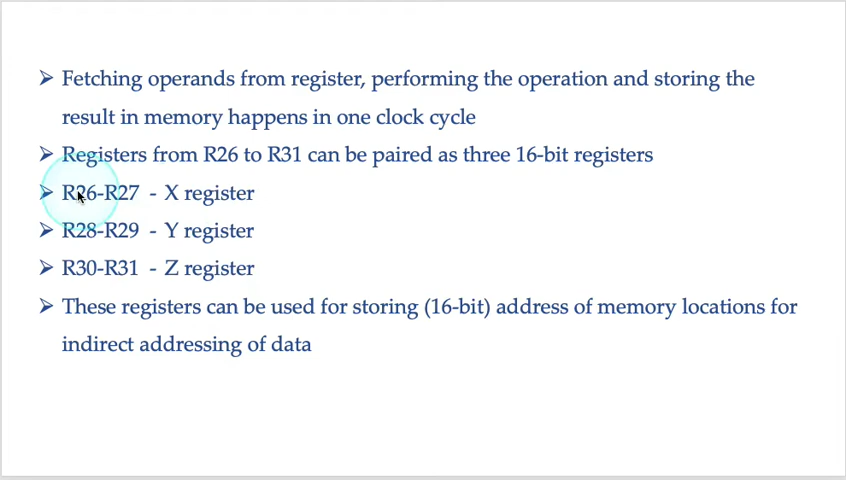 ➢ Fetching operands from register, performing the operation and storing the
result in memory happens in one clock cycle
➢ Registers from R26 to R31 can be paired as three 16-bit registers
➢ R26-R27 - X register
➢ R28-R29 - Y register
➢ R30-R31 - Z register
➢ These registers can be used for storing (16-bit) address of memory locations for
indirect addressing of data